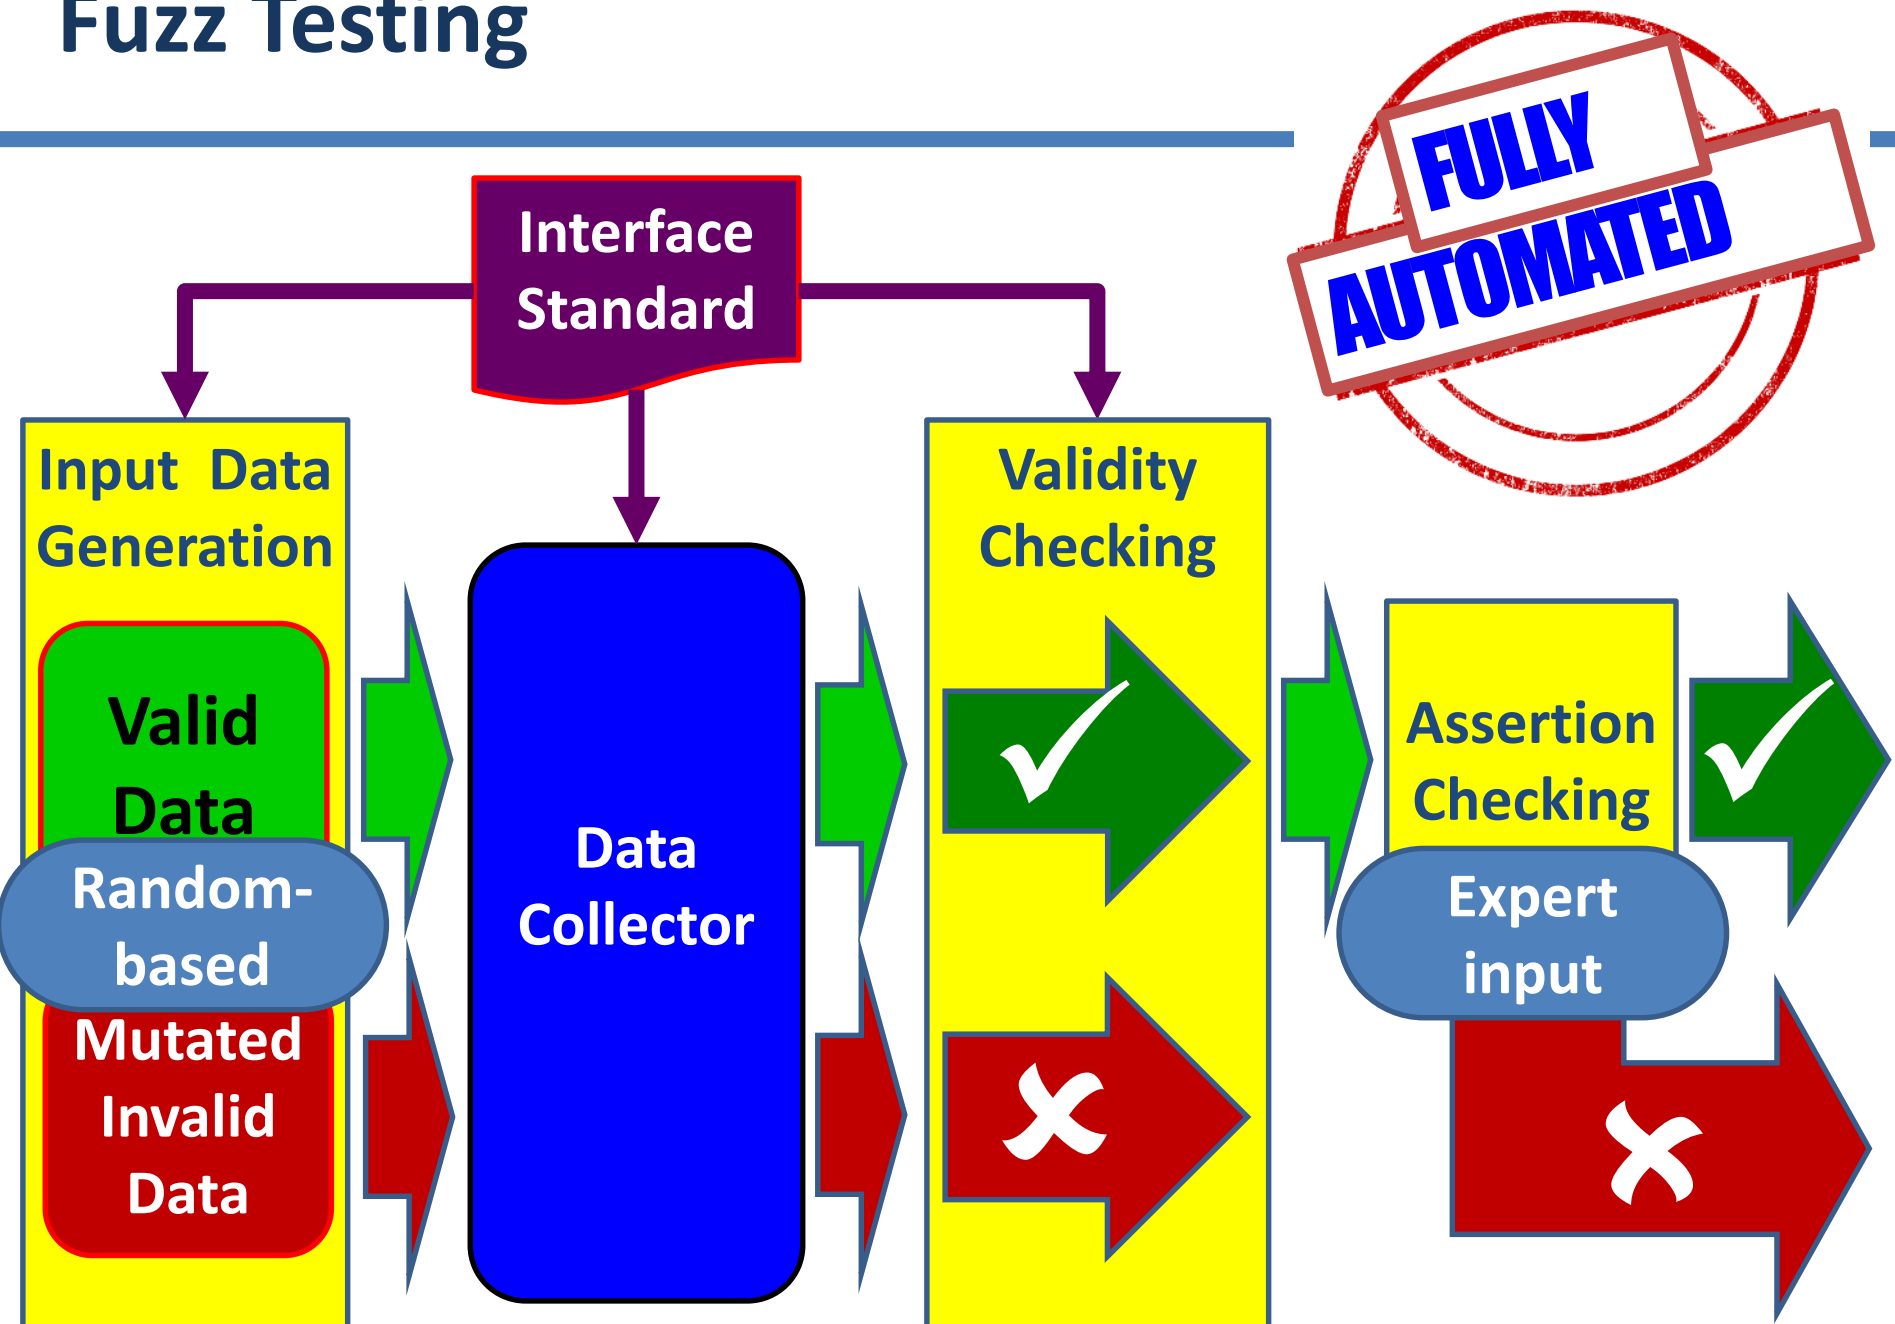 Fuzz Testing
FULLY
AUTOMATED
Interface
Standard
Input Data
Generation
Validity
Checking
Valid
Data
Random-
based
Mutated
Invalid
Data
Data
Collector
Assertion
Checking
Expert
input